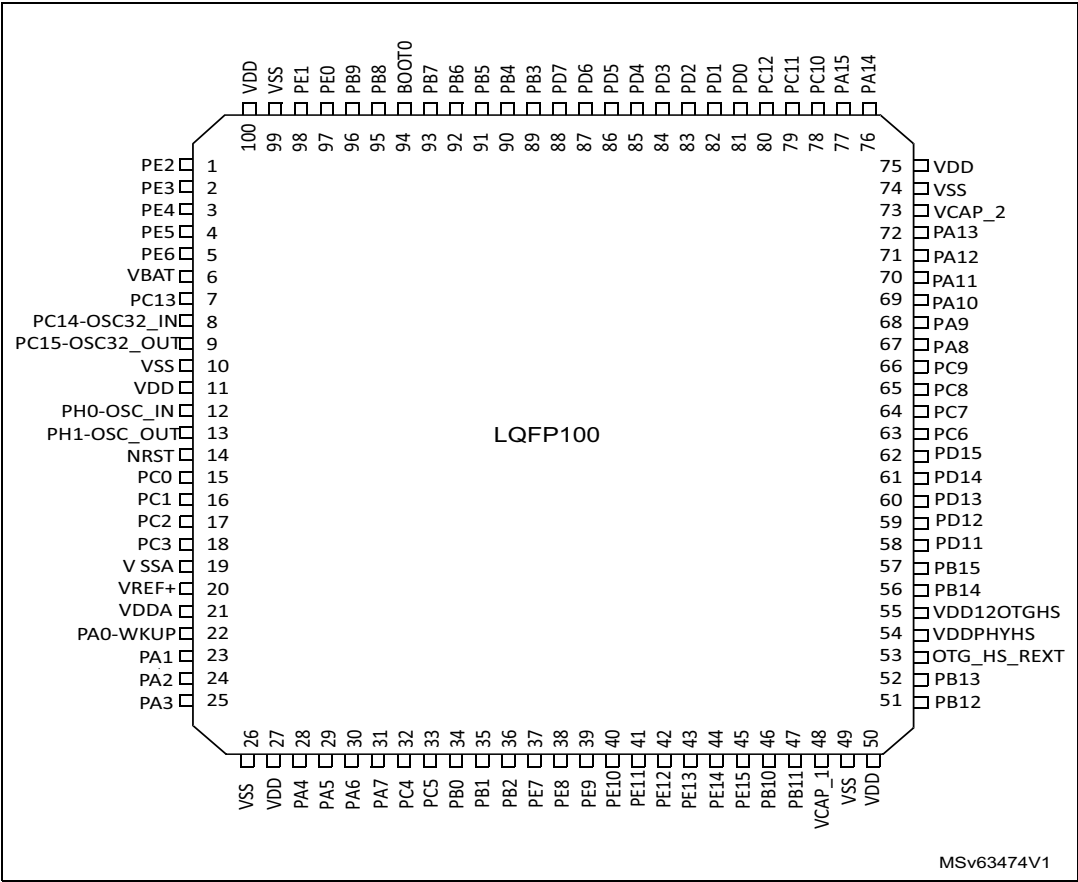 VDD
VSS
PE1
PE0
PB9
PB8
BOOT0
PB7
PB6
PB5
PB4
PB3
PD7
PD6
PD5
PD4
PD3
PD2
PD1
PD0
PC12
PC11
PC10
PA15
PA14
100
99
98
97
96
95
94
93
92
91
90
89
88
87
86
85
84
83
82
81
80
79
78
77
76
PE2 1
PE3 2
PE4 3
PE5 4
PE6 5
VBAT 6
PC13 7
PC14-OSC32_IN 8
PC15-OSC32_OUT 9
VSS 10
VDD 11
PH0-OSC_IN 12
PH1-OSC_OUT 13
NRST 14
PC0 15
PC1 16
PC2 17
PC3 18
V SSA 19
VREF+ 20
VDDA 21
PA0-WKUP 22
PA1 23
PA2 24
PA3 25
LQFP100
75 VDD
74 VSS
73 VCAP_2
72 PA13
71 PA12
70 PA11
69 PA10
68 PA9
67 PA8
66 PC9
65 PC8
64 PC7
63 PC6
62 PD15
61 PD14
60 PD13
59 PD12
58 PD11
57 PB15
56 PB14
55 VDD12OTGHS
54 VDDPHYHS
53 OTG_HS_REXT
52 PB13
51 PB12
26
27
28
29
30
31
32
33
34
35
36
37
38
39
40
41
42
43
44
45
46
47
48
49
50
VSS
VDD
PA4
PA5
PA6
PA7
PC4
PC5
PB0
PB1
PB2
PE7
PE8
PE9
PE10
PE11
PE12
PE13
PE14
PE15
PB10
PB11
VCAP_1
VSS
VDD
MSv63474V1